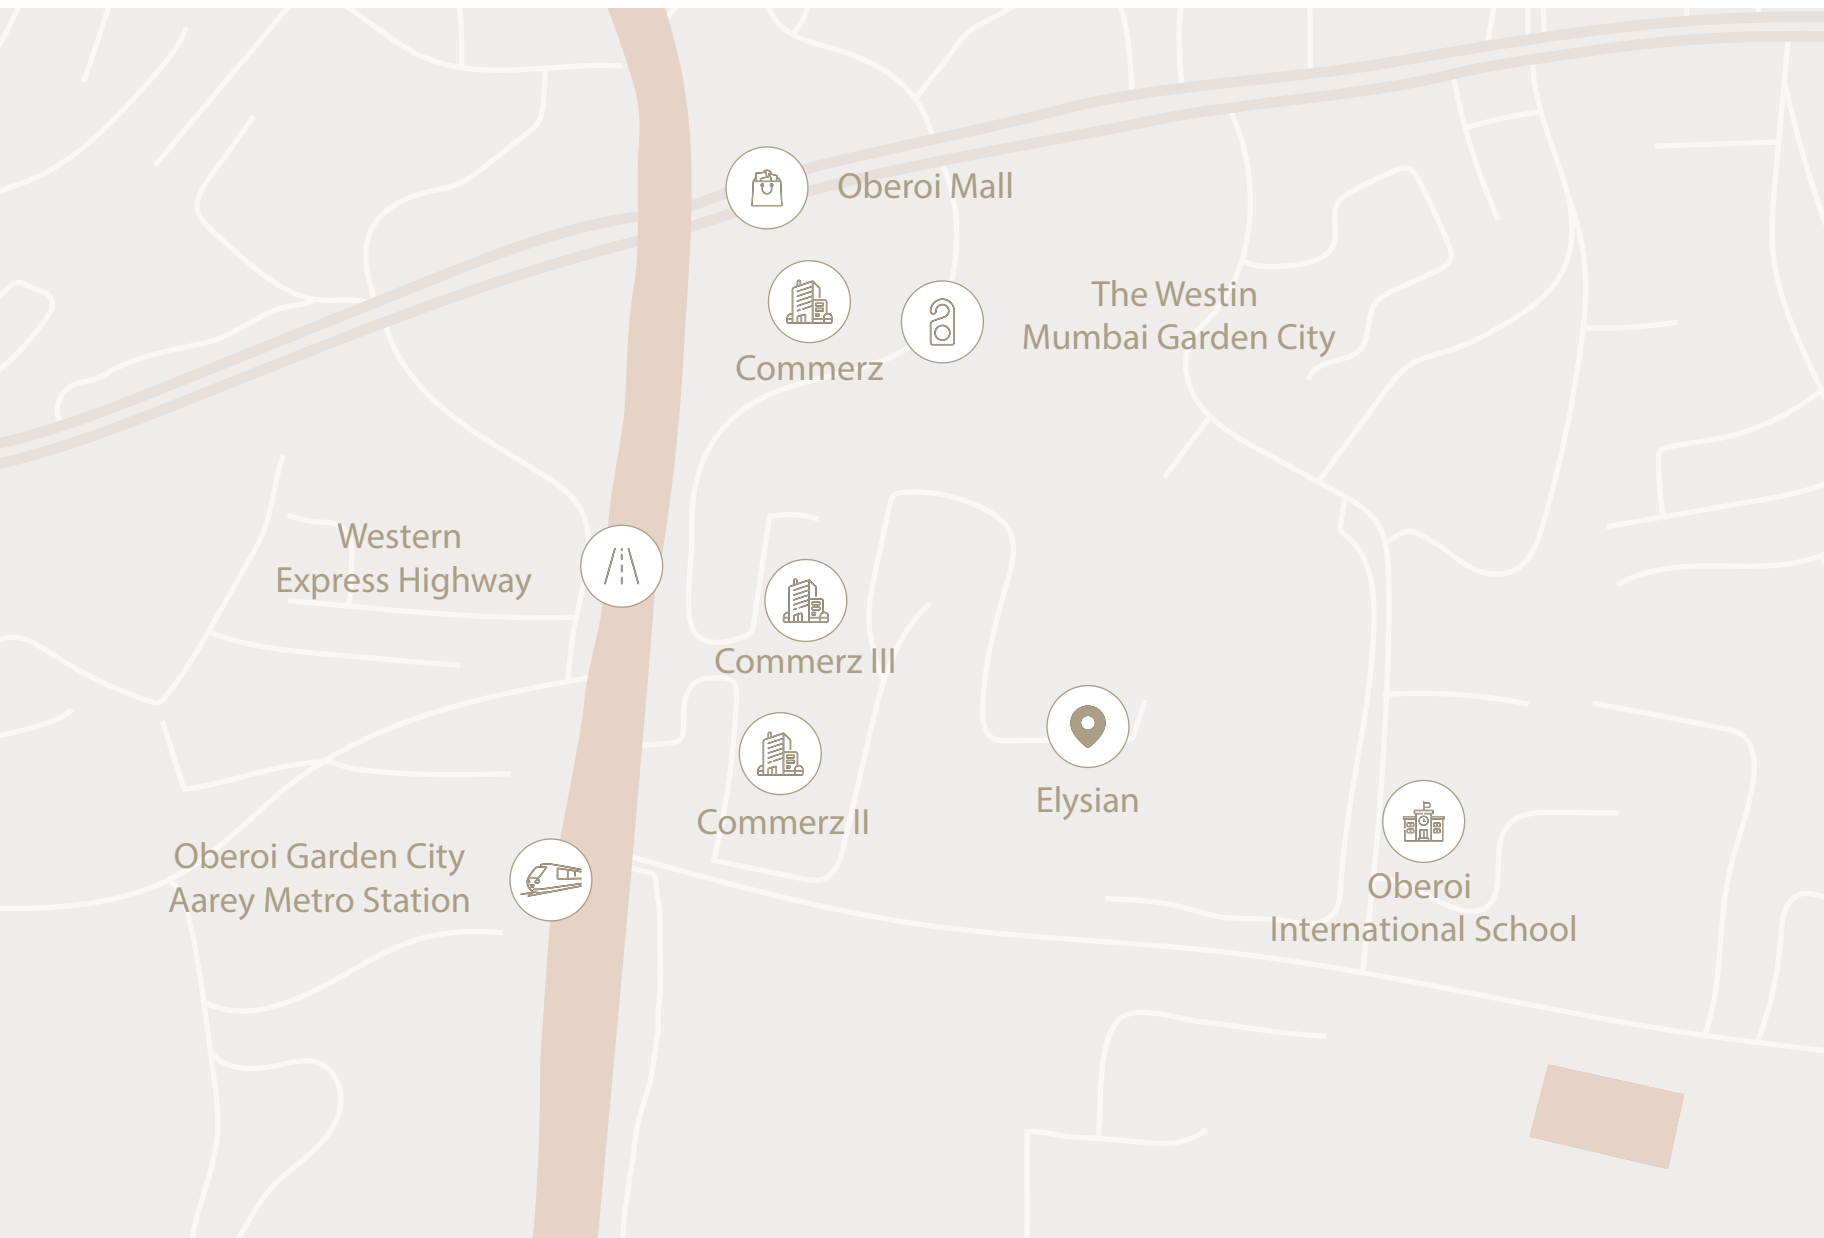 Oberoi Mall
The Westin
Mumbai Garden City
Commerz
Western
Express Highway
Commerz III
Elysian
Commerz II
Oberoi Garden City
Aarey Metro Station
Oberoi
International School